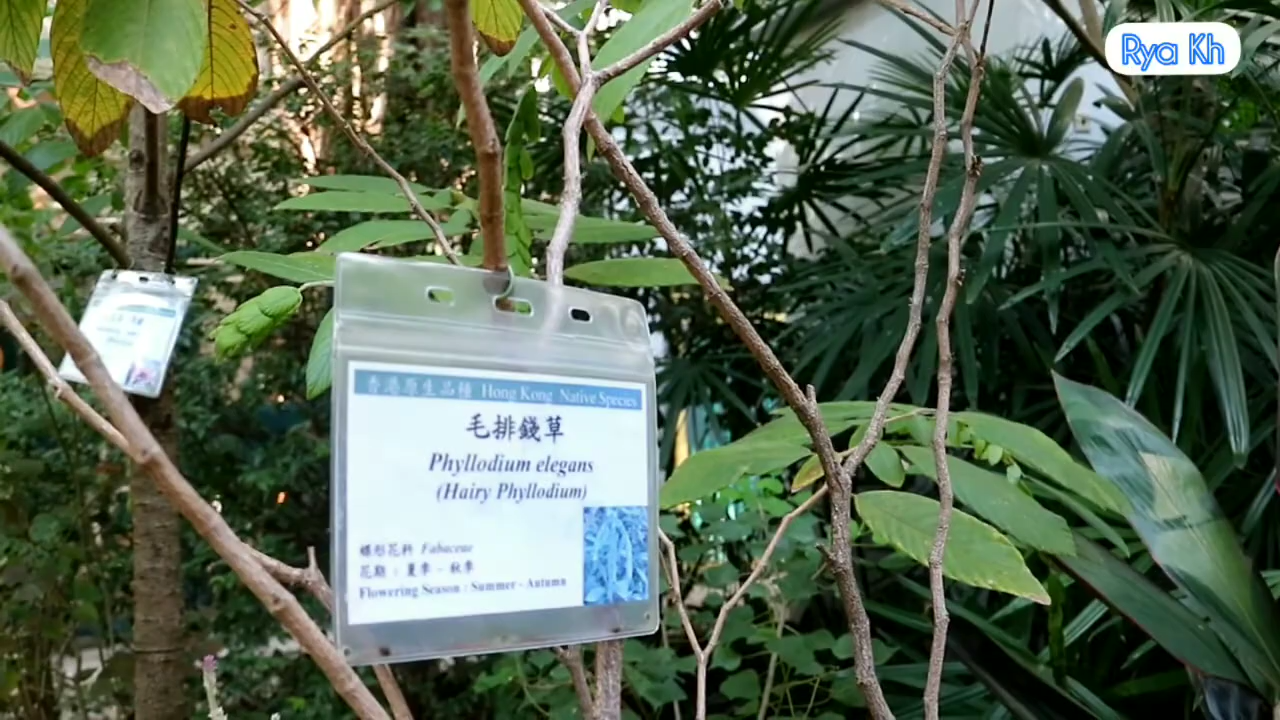 Rya Kh
香港原生品種 Hong Kong Native Species
毛排錢草
Phyllodium elegans
(Hairy Phyllodium)
蝶形花科 Fabaceae
花期 : 夏季 - 秋季
Flowering Season : Summer - Autumn